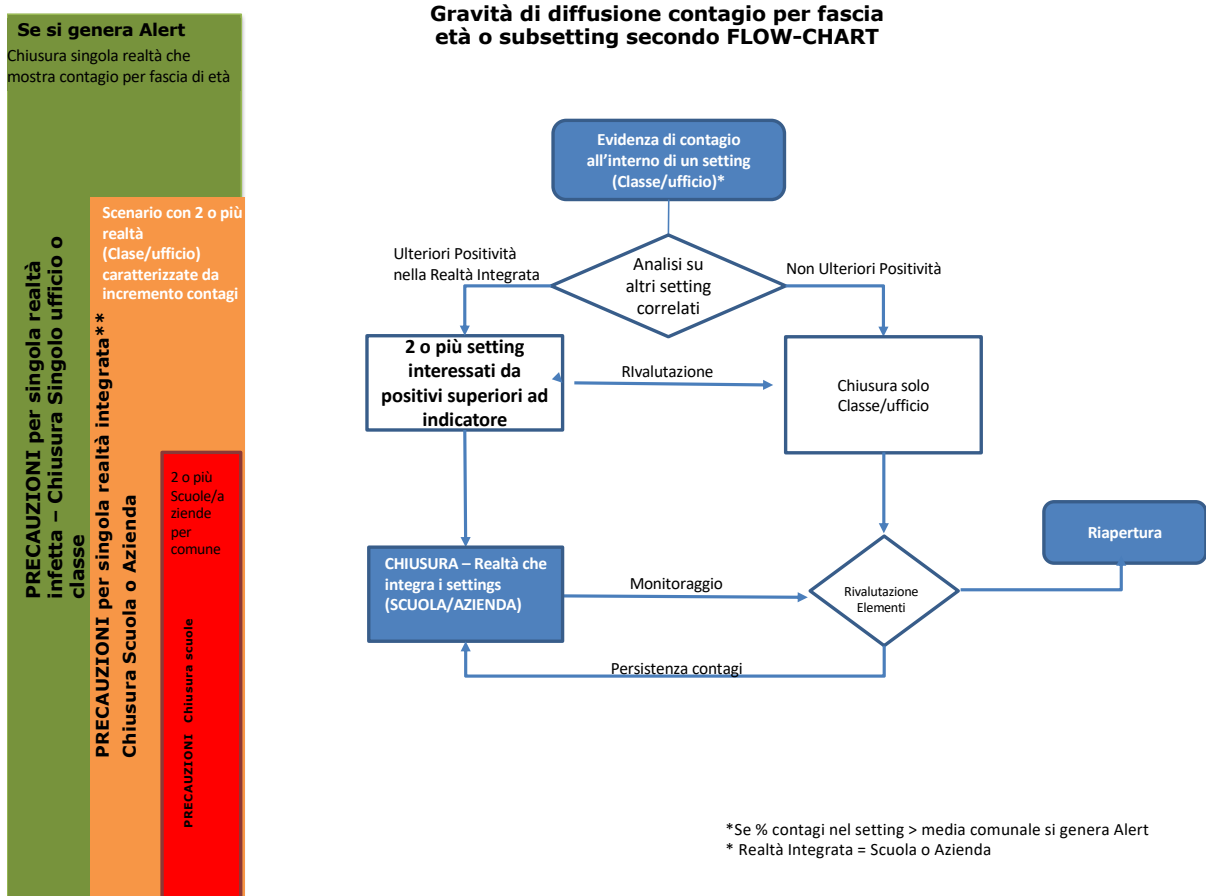 Se si genera Alert
Chiusura singola realtà che
mostra contagio per fascia di età
PRECAUZIONI per singola realtà
infetta – Chiusura Singolo ufficio o
classe
Scenario con 2 o più
realtà
(Clase/ufficio)
caratterizzate da
incremento contagi
PRECAUZIONI per singola realtà integrata**
Chiusura Scuola o Azienda
2 o più
Scuole/a
ziende
per
comune
PRECAUZIONI Chiusura scuole
Gravità di diffusione contagio per fascia
età o subsetting secondo FLOW-CHART
Evidenza di contagio
all'interno di un setting
(Classe/ufficio)*
Ulteriori Positività
nella Realtà Integrata
Analisi su
altri setting
correlati
Non Ulteriori Positività
2 o più setting
interessati da
positivi superiori ad
indicatore
RIvalutazione
Chiusura solo
Classe/ufficio
CHIUSURA – Realtà che
integra i settings
(SCUOLA/AZIENDA)
Monitoraggio
Rivalutazione
Elementi
Riapertura
Persistenza contagi
*Se % contagi nel setting > media comunale si genera Alert
* Realtà Integrata = Scuola o Azienda